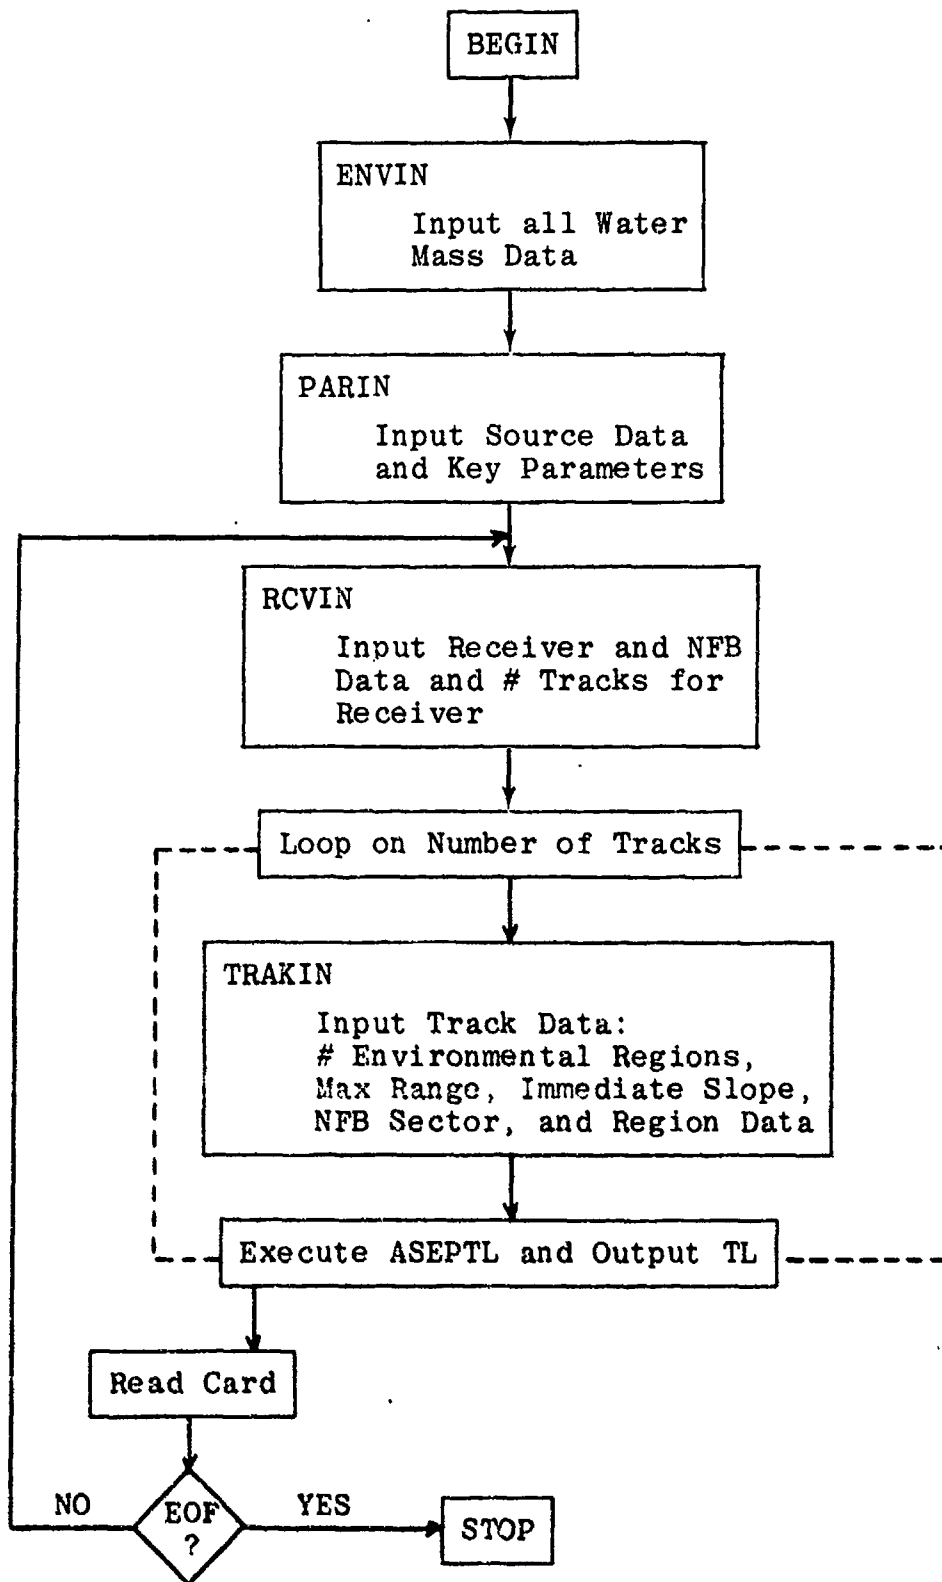 BEGIN
ENVIN
Input all Water
Mass Data
PARIN
Input Source Data
and Key Parameters
RCVIN
Input Receiver and NFB
Data and # Tracks for
Receiver
Loop on Number of Tracks
TRAKIN
Input Track Data:
# Environmental Regions,
Max Range, Immediate Slope,
NFB Sector, and Region Data
Execute ASEPTL and Output TL
Read Card
NO
EOF
?
YES
STOP